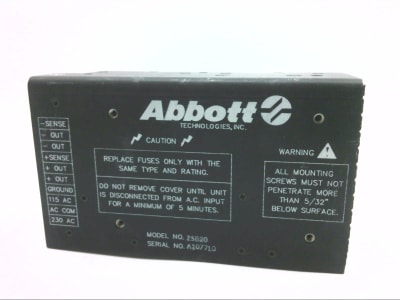 Abbott
TECHNOLOGIES, INC.
CAUTION
REPLACE FUSES ONLY WITH THE
SAME TYPE AND RATING.
DO NOT REMOVE COVER UNTIL UNIT
IS DISCONNECTED FROM A.C. INPUT
FOR A MINIMUM OF 5 MINUTES.
MODEL NO.
SERIAL NO.
WARNING
ALL MOUNTING
SCREWS MUST NOT
PENETRATE MORE
THAN 5/32"
BELOW SURFACE.
-SENSE
- OUT
- OUT
+SENSE
+ OUT
+ OUT
GROUND
115 AC
AC COM
230 AC